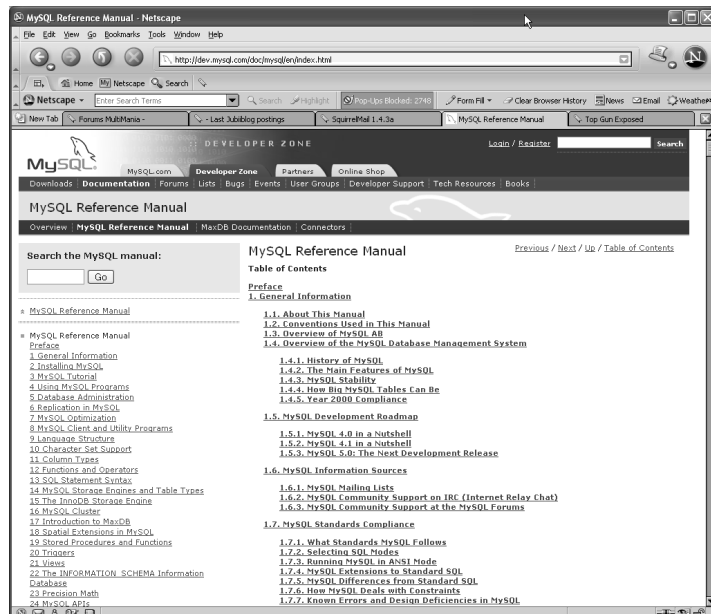 MySQL Reference Manual - Netscape
File Edit View Go Bookmarks Tools Window Help
http://dev.mysql.com/doc/mysql/en/index.html
Home My Netscape Search
Netscape Enter Search Terms Search Highlight Pop-Ups Blocked: 2748 Form Fill Clear Browser History News Email Weather
New Tab Forums MultiMania - - Last Jubiblog postings SquirrelMail 1.4.3a MySQL Reference Manual Top Gun Exposed
:: DEVELOPER ZONE Login / Register Search
MySQL
MySQL.com Developer Zone Partners Online Shop
Downloads Documentation Forums Lists Bugs Events User Groups Developer Support Tech Resources Books
MySQL Reference Manual
Overview MySQL Reference Manual MaxDB Documentation Connectors
Search the MySQL manual:
Go
MySQL Reference Manual
MySQL Reference Manual
Preface
1 General Information
2 Installing MySQL
3 MySQL Tutorial
4 Using MySQL Programs
5 Database Administration
6 Replication in MySQL
7 MySQL Optimization
8 MySQL Client and Utility Programs
9 Language Structure
10 Character Set Support
11 Column Types
12 Functions and Operators
13 SQL Statement Syntax
14 MySQL Storage Engines and Table Types
15 The InnoDB Storage Engine
16 MySQL Cluster
17 Introduction to MaxDB
18 Spatial Extensions in MySQL
19 Stored Procedures and Functions
20 Triggers
21 Views
22 The INFORMATION_SCHEMA Information
Database
23 Precision Math
24 MySQL APIs
MySQL Reference Manual
Previous / Next / Up / Table of Contents
Table of Contents
Preface
1. General Information
1.1. About This Manual
1.2. Conventions Used in This Manual
1.3. Overview of MySQL AB
1.4. Overview of the MySQL Database Management System
1.4.1. History of MySQL
1.4.2. The Main Features of MySQL
1.4.3. MySQL Stability
1.4.4. How Big MySQL Tables Can Be
1.4.5. Year 2000 Compliance
1.5. MySQL Development Roadmap
1.5.1. MySQL 4.0 in a Nutshell
1.5.2. MySQL 4.1 in a Nutshell
1.5.3. MySQL 5.0: The Next Development Release
1.6. MySQL Information Sources
1.6.1. MySQL Mailing Lists
1.6.2. MySQL Community Support on IRC (Internet Relay Chat)
1.6.3. MySQL Community Support at the MySQL Forums
1.7. MySQL Standards Compliance
1.7.1. What Standards MySQL Follows
1.7.2. Selecting SQL Modes
1.7.3. Running MySQL in ANSI Mode
1.7.4. MySQL Extensions to Standard SQL
1.7.5. MySQL Differences from Standard SQL
1.7.6. How MySQL Deals with Constraints
1.7.7. Known Errors and Design Deficiencies in MySQL